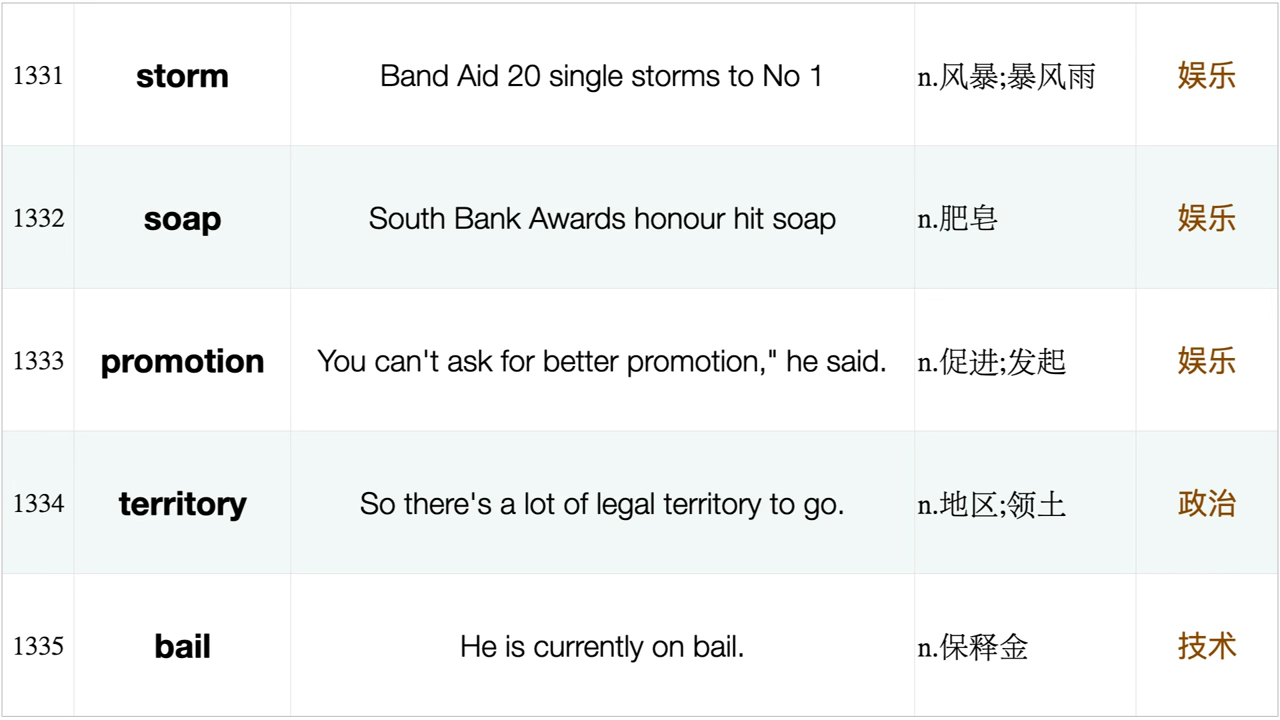 1331 storm Band Aid 20 single storms to No 1 n.风暴;暴风雨 娱乐
1332 soap South Bank Awards honour hit soap n.肥皂 娱乐
1333 promotion You can't ask for better promotion," he said. n.促进;发起 娱乐
1334 territory So there's a lot of legal territory to go. n.地区;领土 政治
1335 bail He is currently on bail. n.保释金 技术